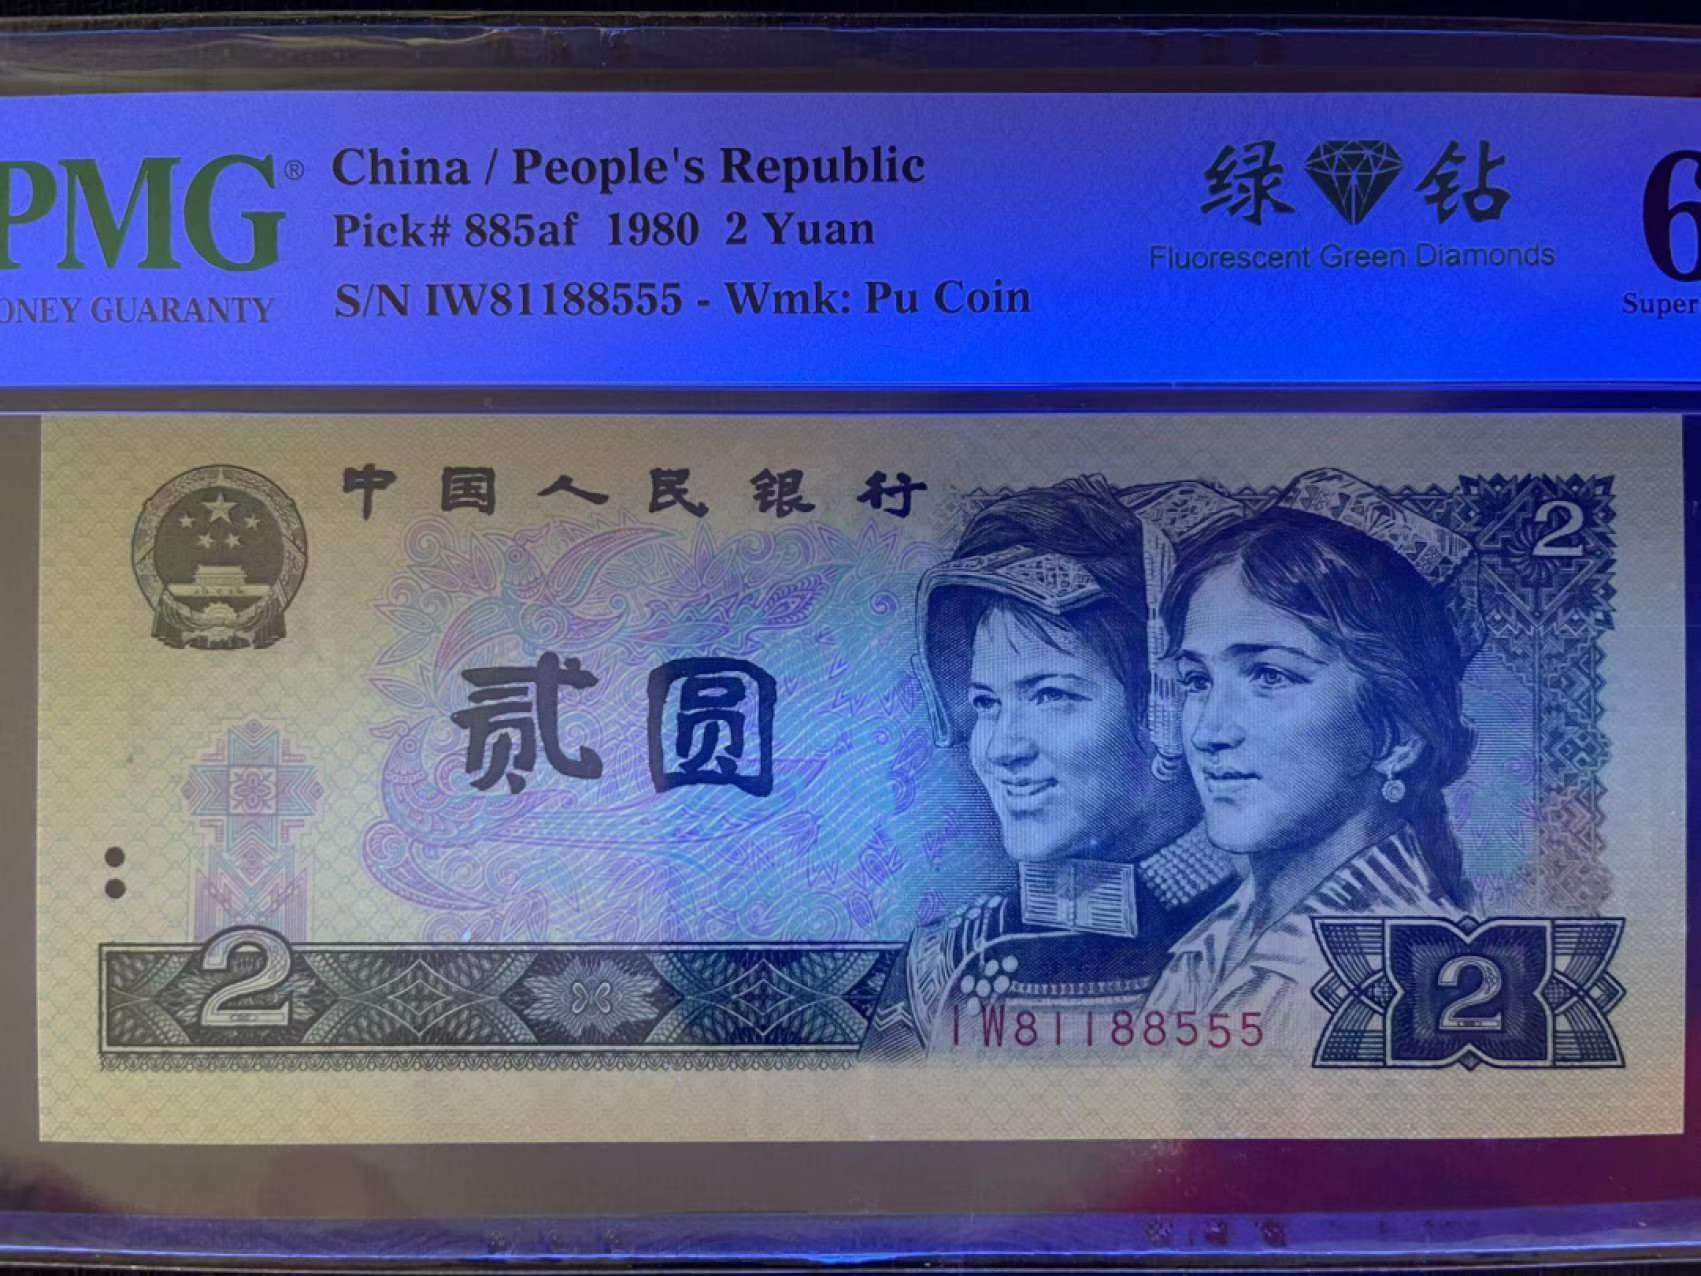 PMG®
China / People's Republic
Pick# 885af 1980 2 Yuan
S/N IW81188555 - Wmk: Pu Coin
绿钻
Fluorescent Green Diamonds
6
Super
ONEY GUARANTY
中国人民银行
2
贰圆
2
IW81188555
2